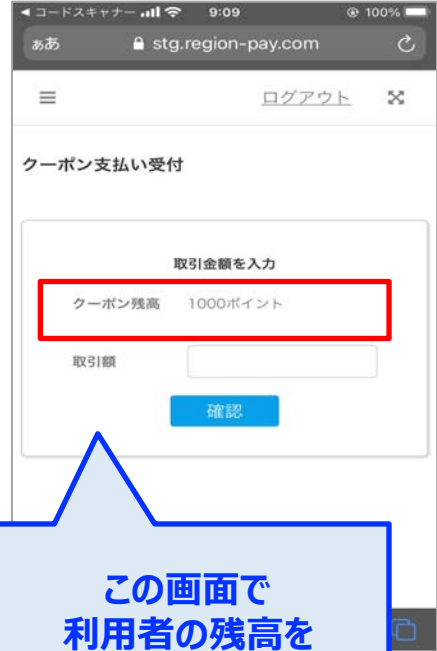 コードスキャナー 9:09 100%
ああ stg.region-pay.com
ログアウト
クーポン支払い受付
取引金額を入力
クーポン残高 1000ポイント
取引額
確認
この画面で
利用者の残高を